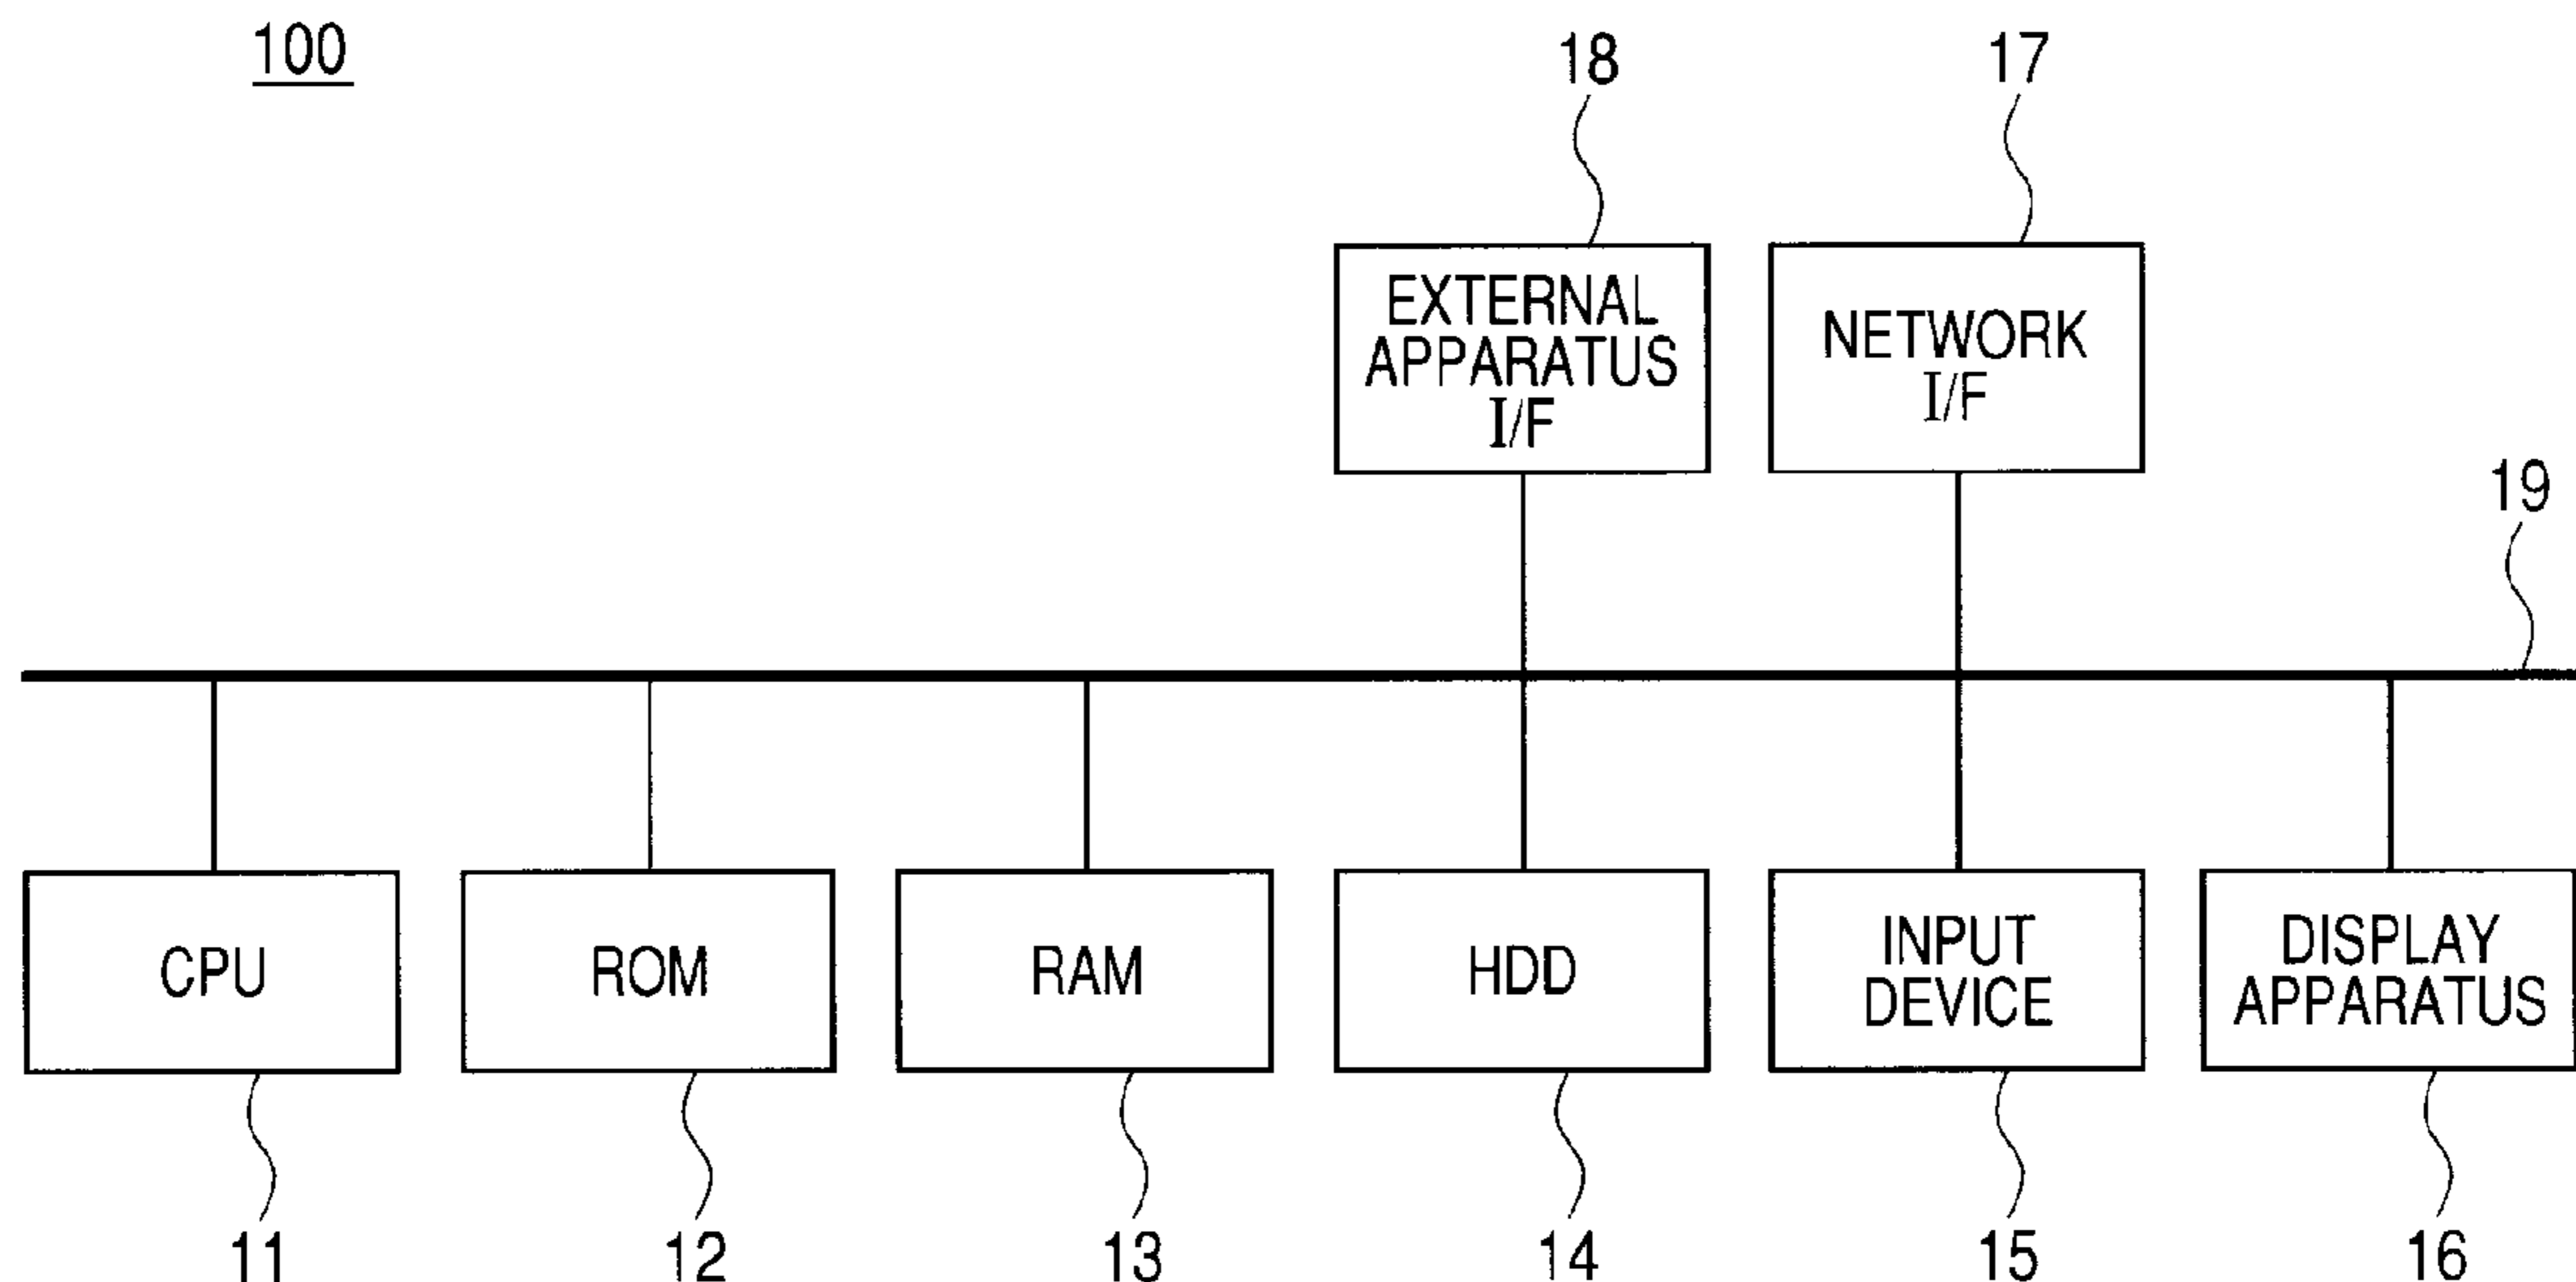 100
18
17
EXTERNAL
APPARATUS
I/F
NETWORK
I/F
19
CPU
ROM
RAM
HDD
INPUT
DEVICE
DISPLAY
APPARATUS
11
12
13
14
15
16